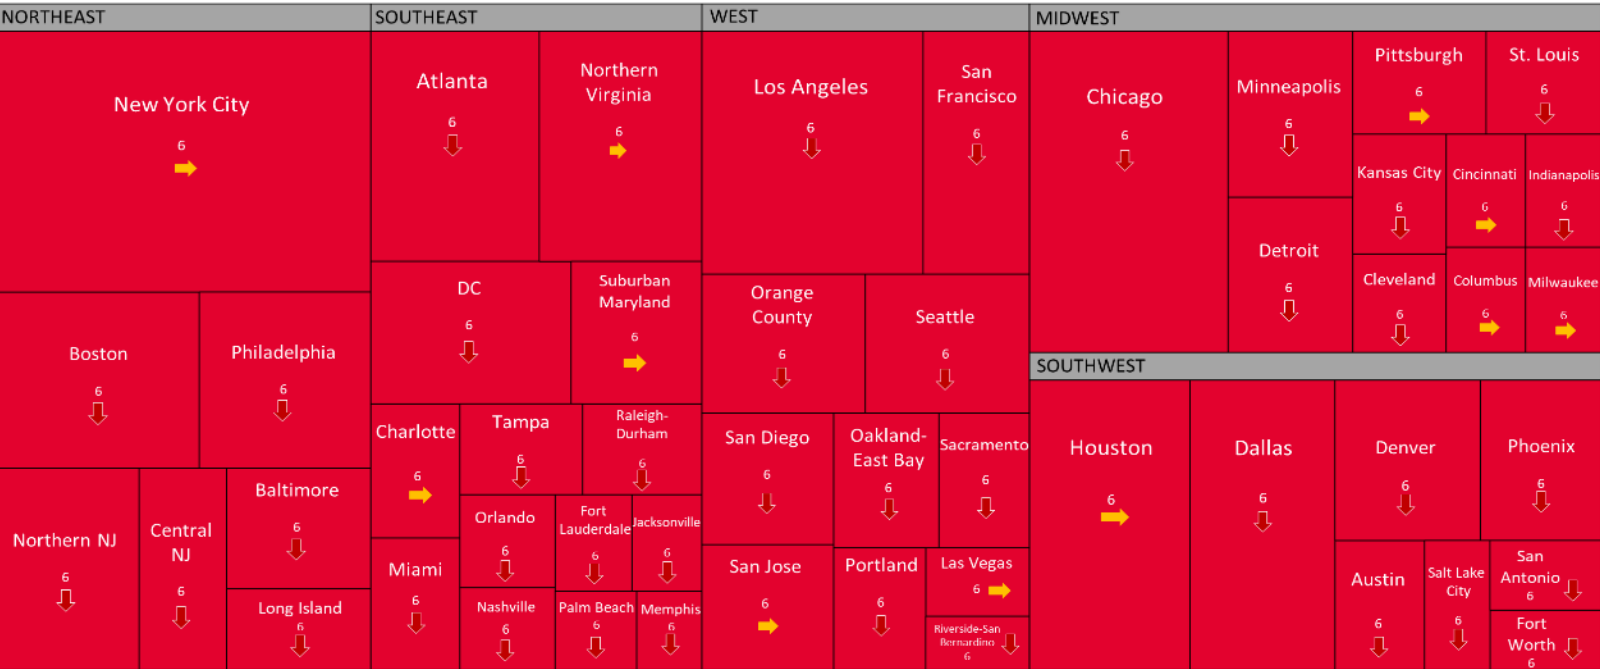 NORTHEAST
New York City
6
Boston
6
Philadelphia
6
Northern NJ
6
Central
NJ
6
Baltimore
6
Long Island
6
SOUTHEAST
Atlanta
6
Northern
Virginia
6
DC
6
Suburban
Maryland
6
Charlotte
6
Tampa
6
Raleigh-
Durham
6
Miami
6
Orlando
6
Fort
Lauderdale
6
Jacksonville
6
Nashville
6
Palm Beach
6
Memphis
6
WEST
Los Angeles
6
San
Francisco
6
Orange
County
6
Seattle
6
San Diego
6
Oakland-
East Bay
6
Sacramento
6
San Jose
6
Portland
6
Las Vegas
6
Riverside-San
Bernardino
6
MIDWEST
Chicago
6
Minneapolis
6
Detroit
6
Pittsburgh
6
St. Louis
6
Kansas City
6
Cincinnati
6
Indianapolis
6
Cleveland
6
Columbus
6
Milwaukee
6
SOUTHWEST
Houston
6
Dallas
6
Denver
6
Phoenix
6
Austin
6
Salt Lake
City
6
San
Antonio
6
Fort
Worth
6